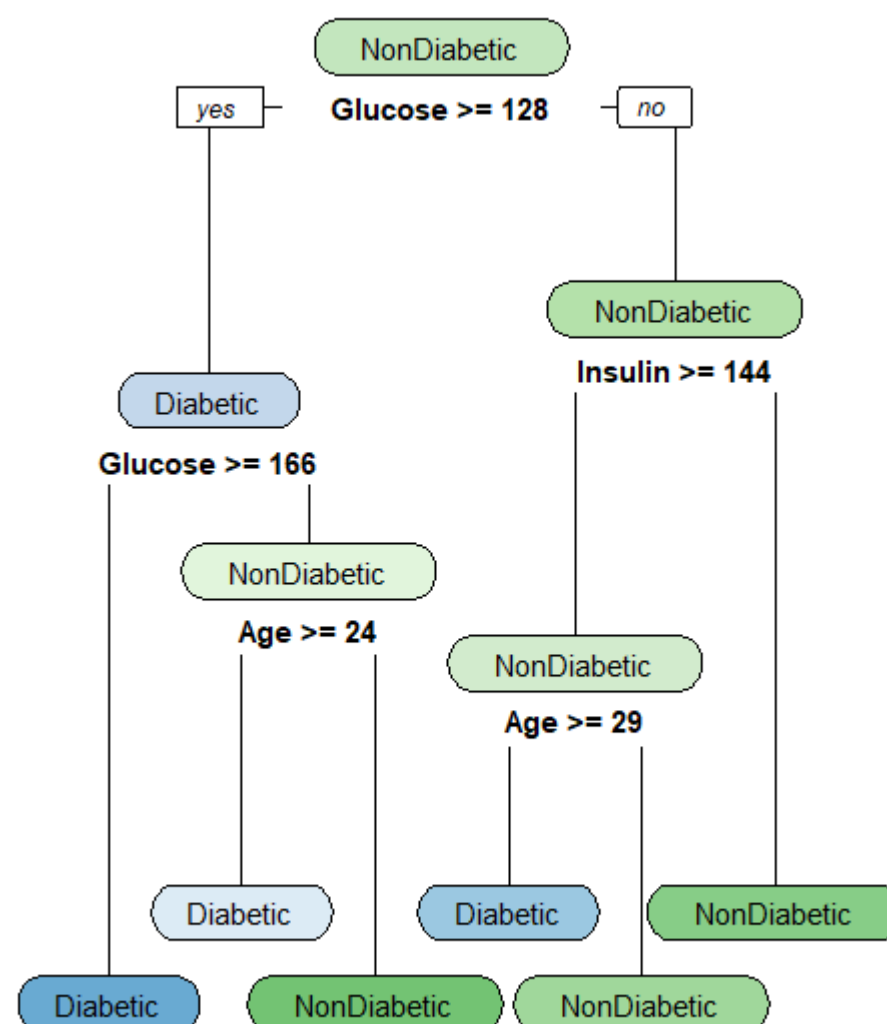 NonDiabetic
yes
Glucose >= 128
no
NonDiabetic
Insulin >= 144
Diabetic
Glucose >= 166
NonDiabetic
Age >= 24
NonDiabetic
Age >= 29
Diabetic
Diabetic
NonDiabetic
Diabetic
NonDiabetic
NonDiabetic